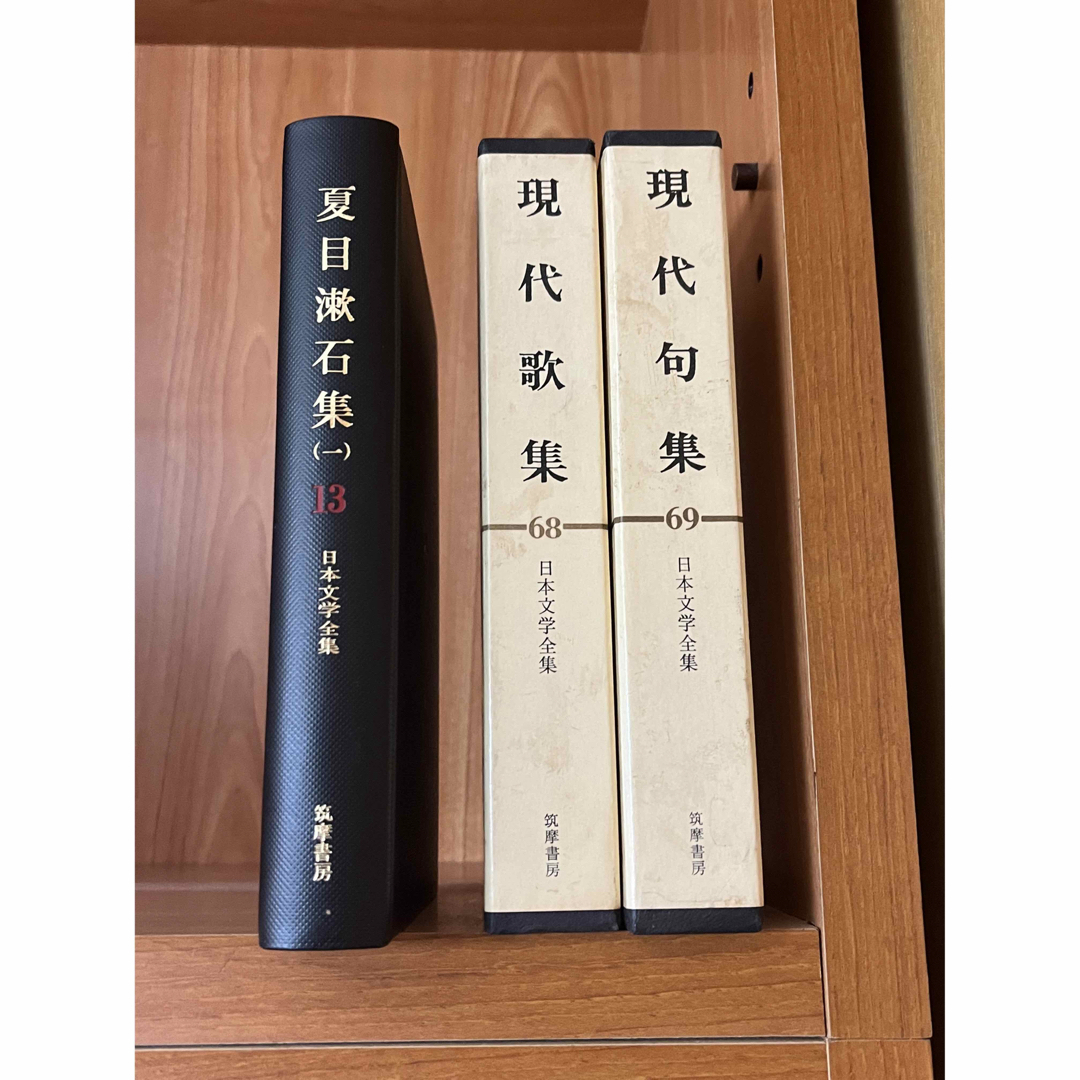 夏目漱石集
(一)
13
日本文学全集
筑摩書房
現代歌集
68
日本文学全集
筑摩書房
現代句集
69
日本文学全集
筑摩書房